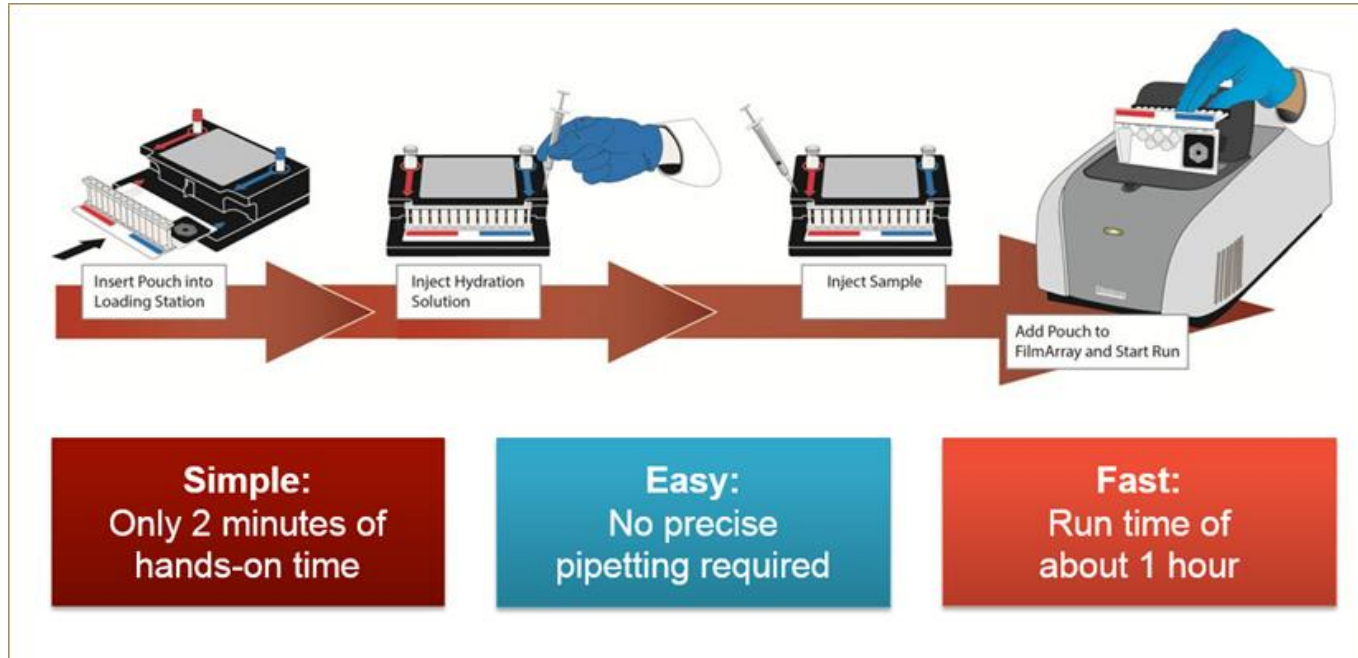 Insert Pouch into
Loading Station
Inject Hydration
Solution
Inject Sample
Add Pouch to
FilmArray and Start Run
Simple:
Only 2 minutes of
hands-on time
Easy:
No precise
pipetting required
Fast:
Run time of
about 1 hour